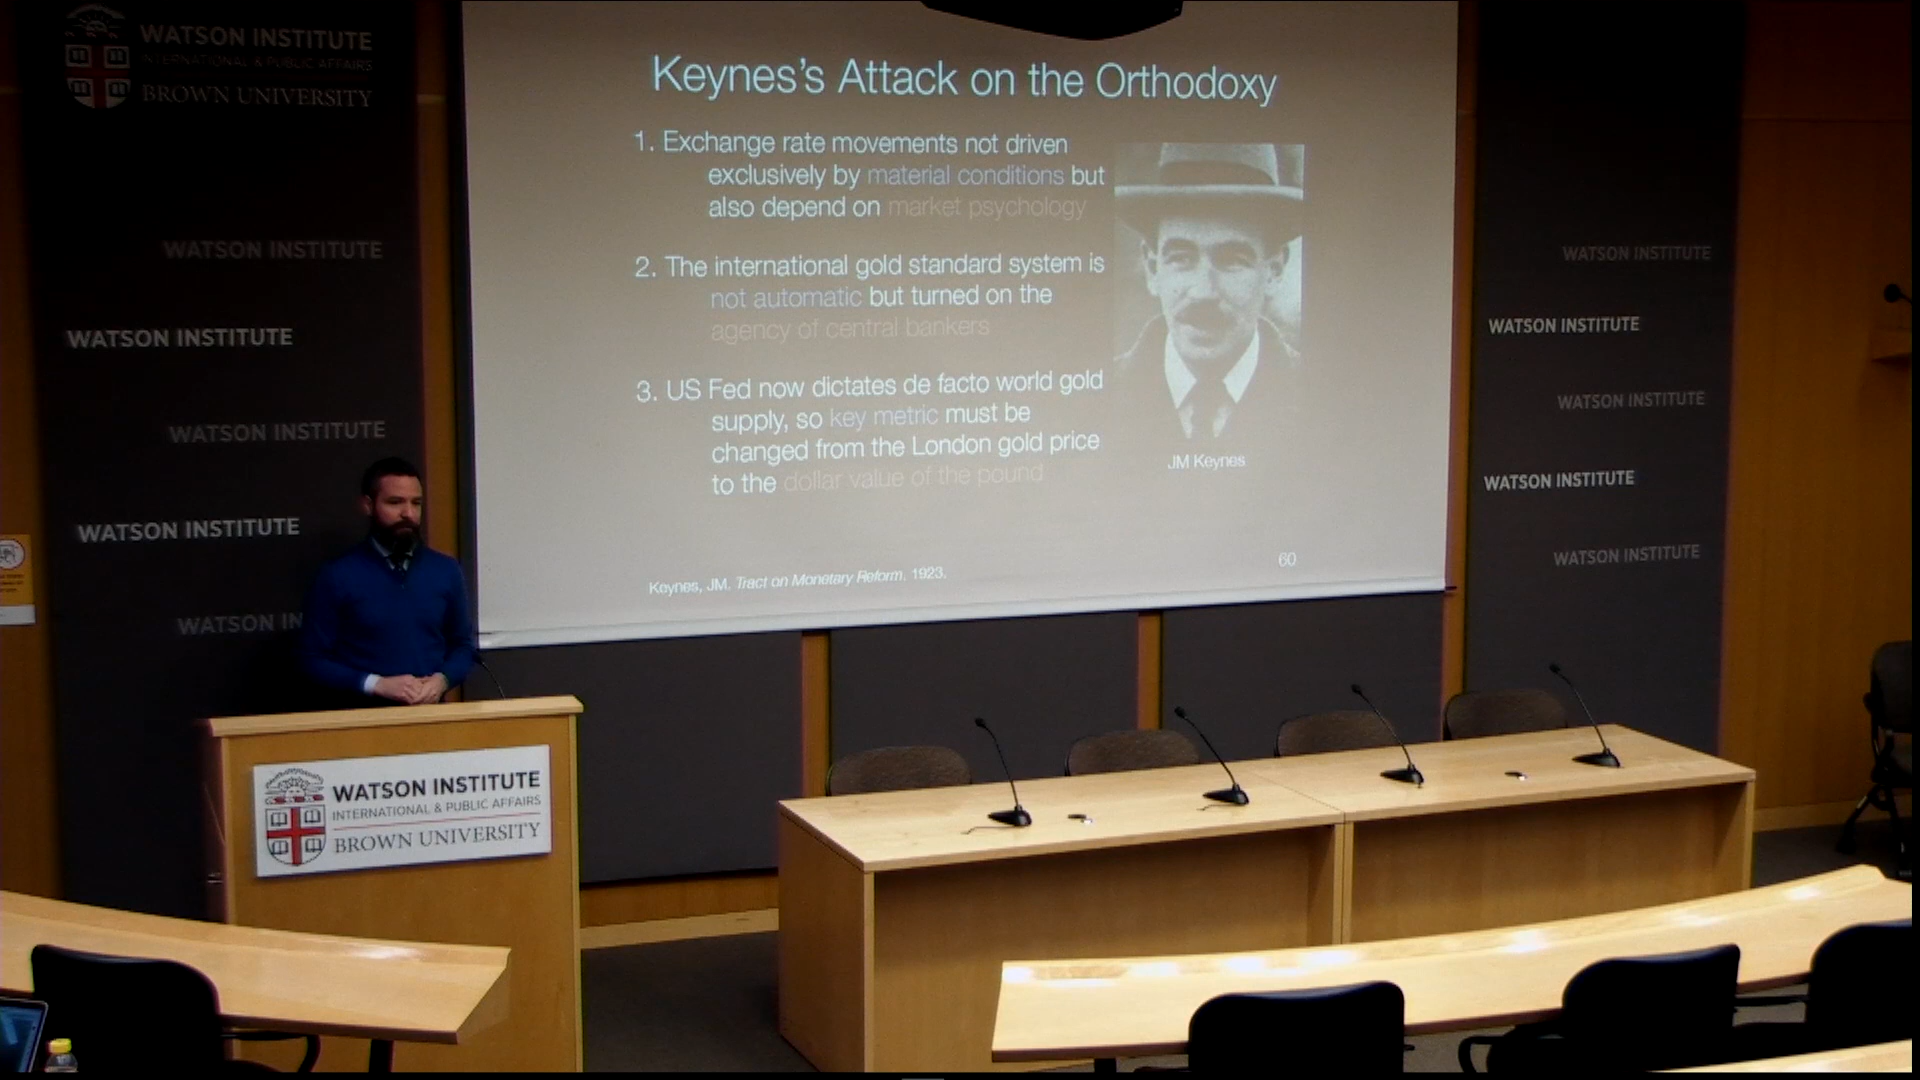 WATSON INSTITUTE
INTERNATIONAL & PUBLIC AFFAIRS
BROWN UNIVERSITY
WATSON INSTITUTE
WATSON INSTITUTE
WATSON INSTITUTE
WATSON INSTITUTE
WATSON IN
Keynes's Attack on the Orthodoxy
1. Exchange rate movements not driven
exclusively by material conditions but
also depend on market psychology
2. The international gold standard system is
not automatic but turned on the
agency of central bankers
3. US Fed now dictates de facto world gold
supply, so key metric must be
changed from the London gold price
to the dollar value of the pound
JM Keynes
60
Keynes, JM. Tract on Monetary Reform. 1923.
WATSON INSTITUTE
WATSON INSTITUTE
WATSON INSTITUTE
WATSON INSTITUTE
WATSON INSTITUTE
WATSON INSTITUTE
INTERNATIONAL & PUBLIC AFFAIRS
BROWN UNIVERSITY